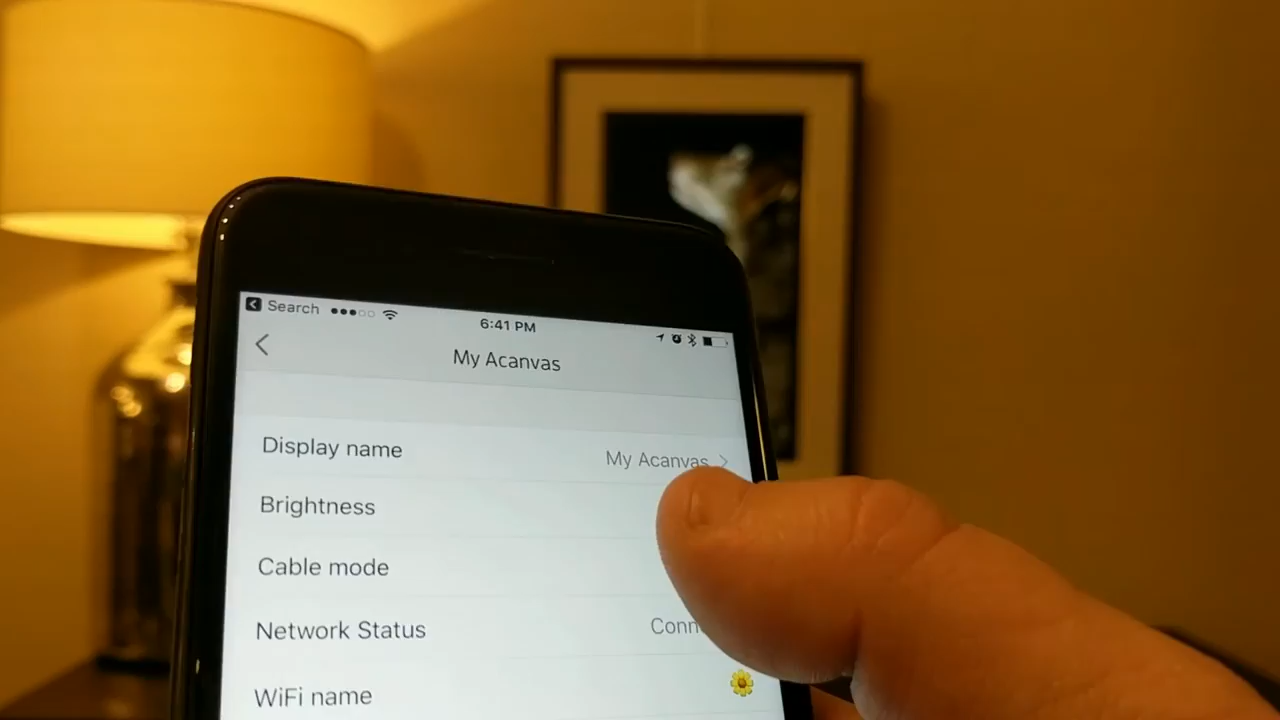 Search 6:41 PM
My Acanvas
Display name My Acanvas
Brightness
Cable mode
Network Status
WiFi name